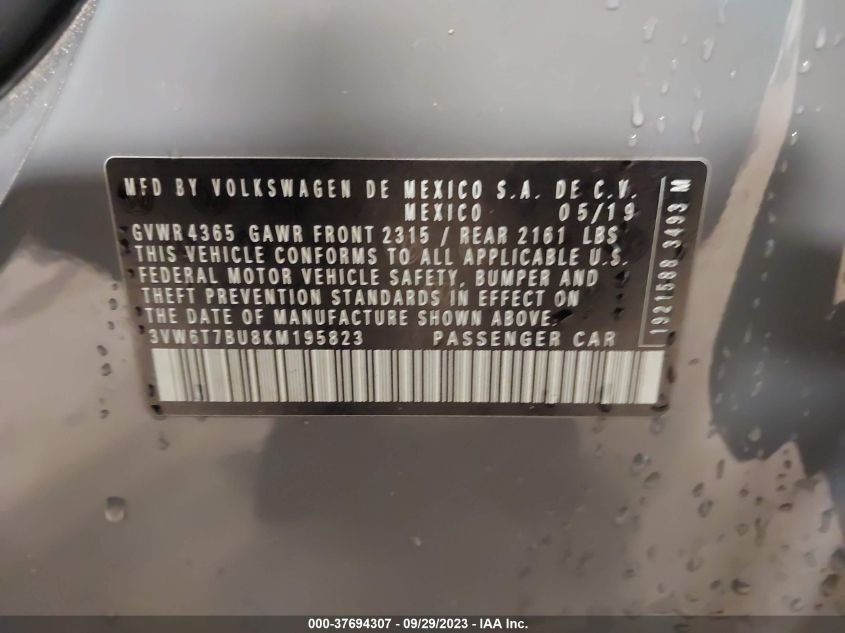 MFD BY VOLKSWAGEN DE MEXICO S.A. DE C.V.
MEXICO 05/19
GVWR 4365 GAWR FRONT 2315 / REAR 2161 LBS
THIS VEHICLE CONFORMS TO ALL APPLICABLE U.S.
FEDERAL MOTOR VEHICLE SAFETY, BUMPER AND
THEFT PREVENTION STANDARDS IN EFFECT ON
THE DATE OF MANUFACTURE SHOWN ABOVE.
3VW6T7BU8KM195823 PASSENGER CAR
1921588 3493 M
000-37694307 - 09/29/2023 - IAA Inc.